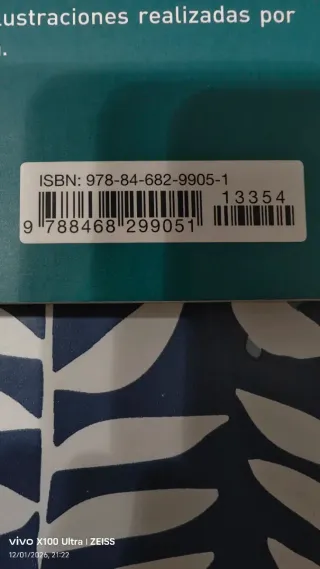 lustraciones realizadas por
ISBN: 978-84-682-9905-1
13354
9 788468 299051
vivo X100 Ultra | ZEISS
12/01/2026, 21:22